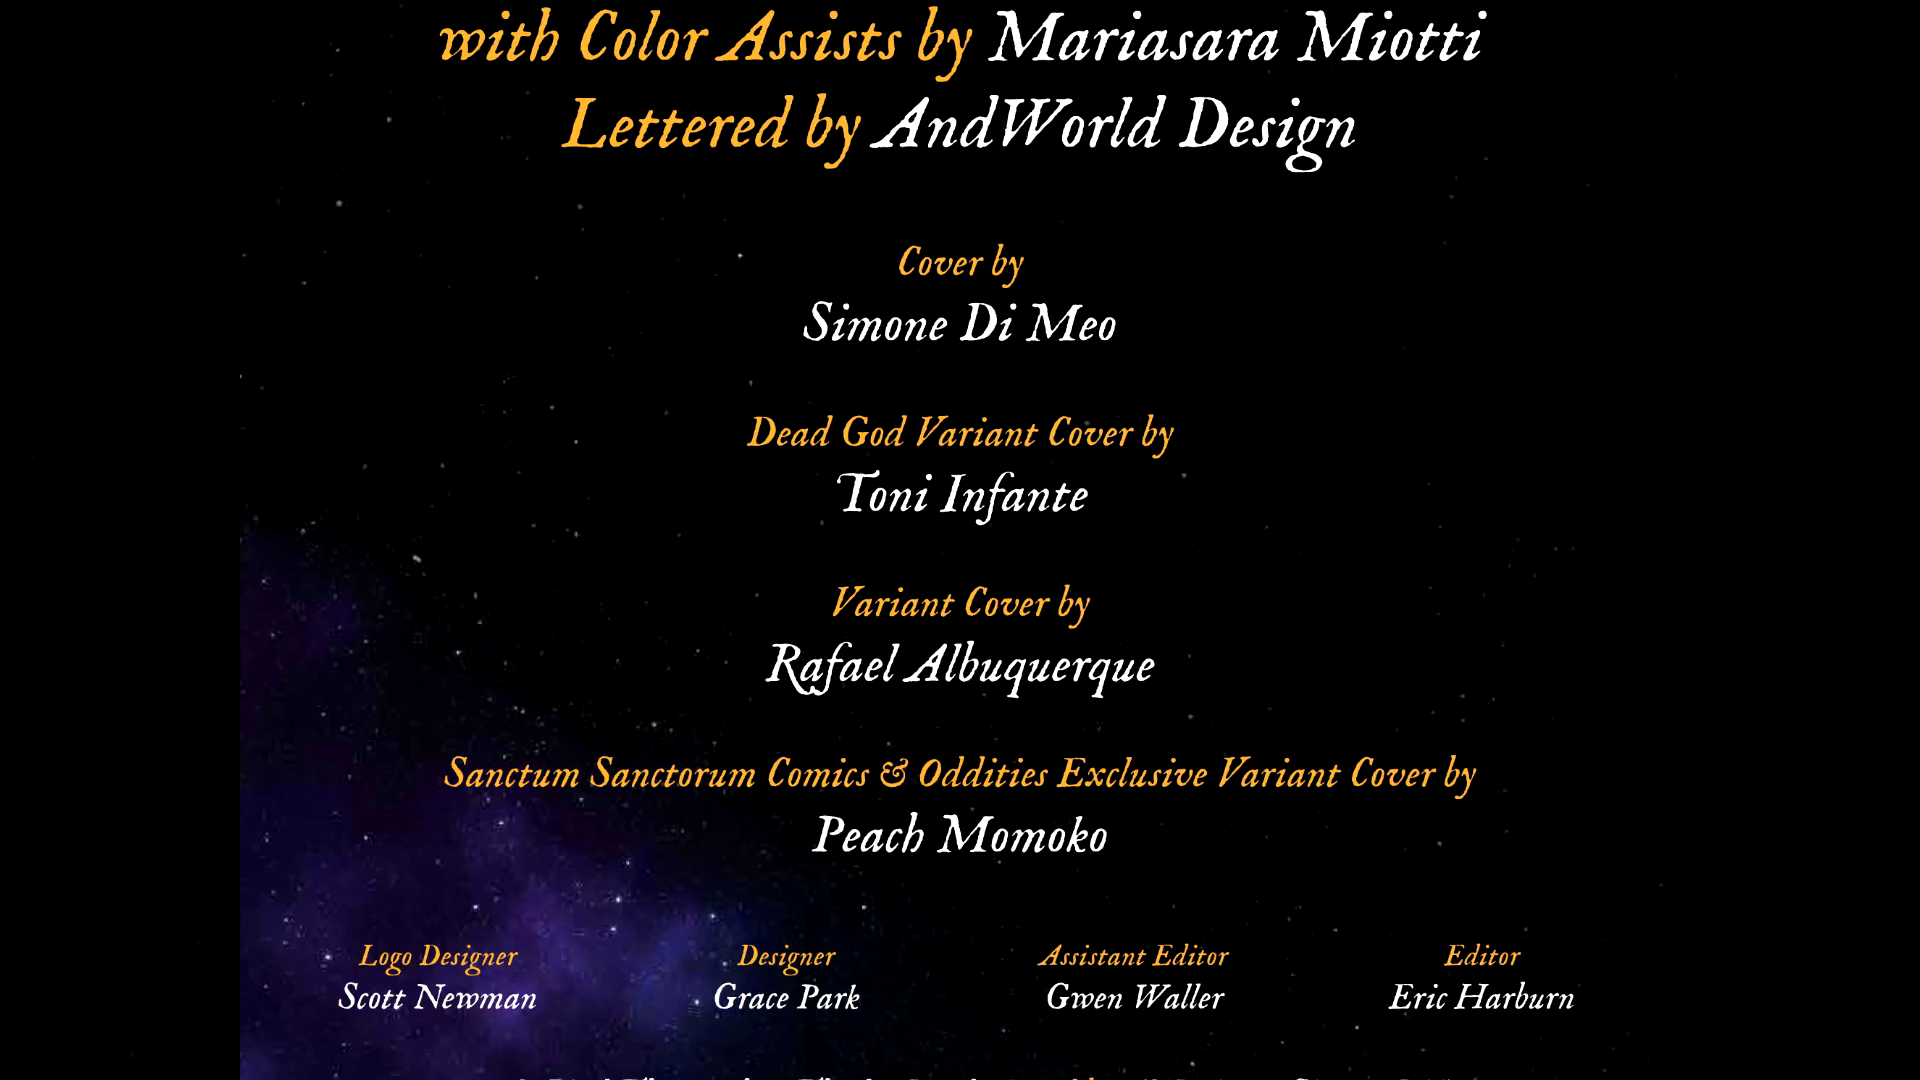 with Color Assists by Mariasara Miotti
Lettered by AndWorld Design
Cover by
Simone Di Meo
Dead God Variant Cover by
Toni Infante
Variant Cover by
Rafael Albuquerque
Sanctum Sanctorum Comics & Oddities Exclusive Variant Cover by
Peach Momoko
Logo Designer
Scott Newman
Designer
Grace Park
Assistant Editor
Gwen Waller
Editor
Eric Harburn